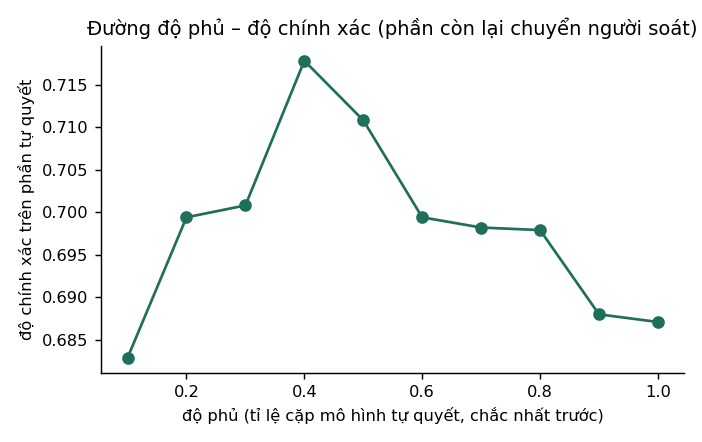 Đường độ phủ – độ chính xác (phần còn lại chuyển người soát)
độ chính xác trên phần tự quyết
0.715
0.710
0.705
0.700
0.695
0.690
0.685
0.2 0.4 0.6 0.8 1.0
độ phủ (tỉ lệ cặp mô hình tự quyết, chắc nhất trước)